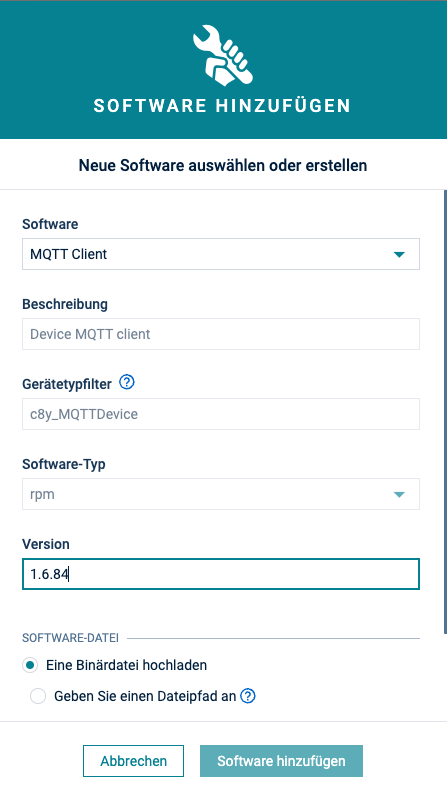 SOFTWARE HINZUFÜGEN
Neue Software auswählen oder erstellen
Software
MQTT Client
Beschreibung
Device MQTT client
Gerätetypfilter ?
c8y_MQTTDevice
Software-Typ
rpm
Version
1.6.84
SOFTWARE-DATEI
Eine Binärdatei hochladen
Geben Sie einen Dateipfad an ?
Abbrechen Software hinzufügen